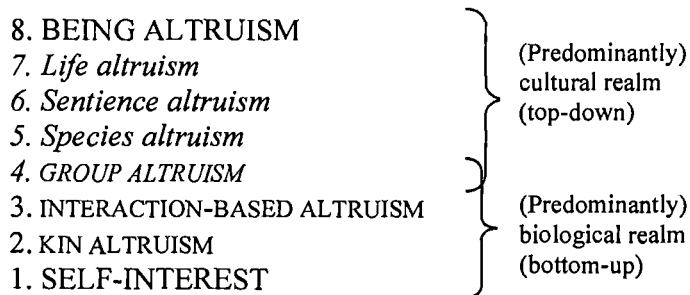 8. BEING ALTRUISM
7. Life altruism
6. Sentience altruism
5. Species altruism
4. GROUP ALTRUISM
3. INTERACTION-BASED ALTRUISM
2. KIN ALTRUISM
1. SELF-INTEREST
(Predominantly)
cultural realm
(top-down)
(Predominantly)
biological realm
(bottom-up)